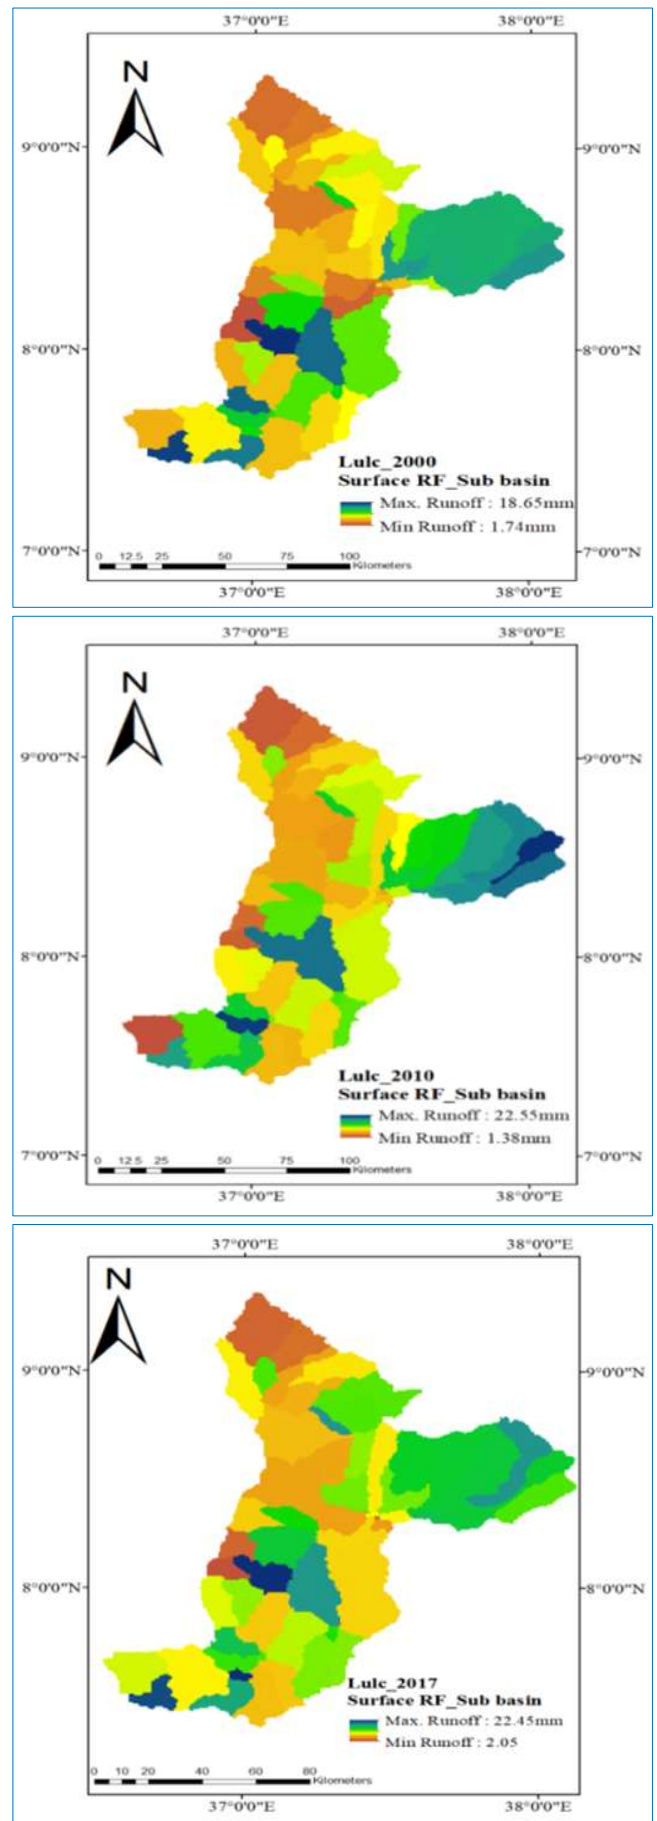 37°0'0"E 38°0'0"E
N
9°0'0"N 9°0'0"N
8°0'0"N 8°0'0"N
Lulc_2000
Surface RF_Sub basin
Max. Runoff : 18.65mm
Min Runoff : 1.74mm
7°0'0"N 7°0'0"N
0 12.5 25 50 75 100
Kilometers
37°0'0"E 38°0'0"E
37°0'0"E 38°0'0"E
N
9°0'0"N 9°0'0"N
8°0'0"N 8°0'0"N
Lulc_2010
Surface RF_Sub basin
Max. Runoff : 22.55mm
Min Runoff : 1.38mm
7°0'0"N 7°0'0"N
0 12.5 25 50 75 100
Kilometers
37°0'0"E 38°0'0"E
37°0'0"E 38°0'0"E
N
9°0'0"N 9°0'0"N
8°0'0"N 8°0'0"N
Lulc_2017
Surface RF_Sub basin
Max. Runoff : 22.45mm
Min Runoff : 2.05
0 10 20 40 60 80
Kilometers
37°0'0"E 38°0'0"E